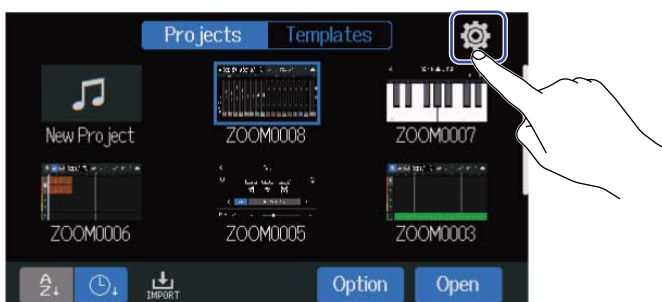 Projects Templates
New Project ZOOM0008 ZOOM0007
ZOOM0006 ZOOM0005 ZOOM0003
A Z↓ IMPORT Option Open